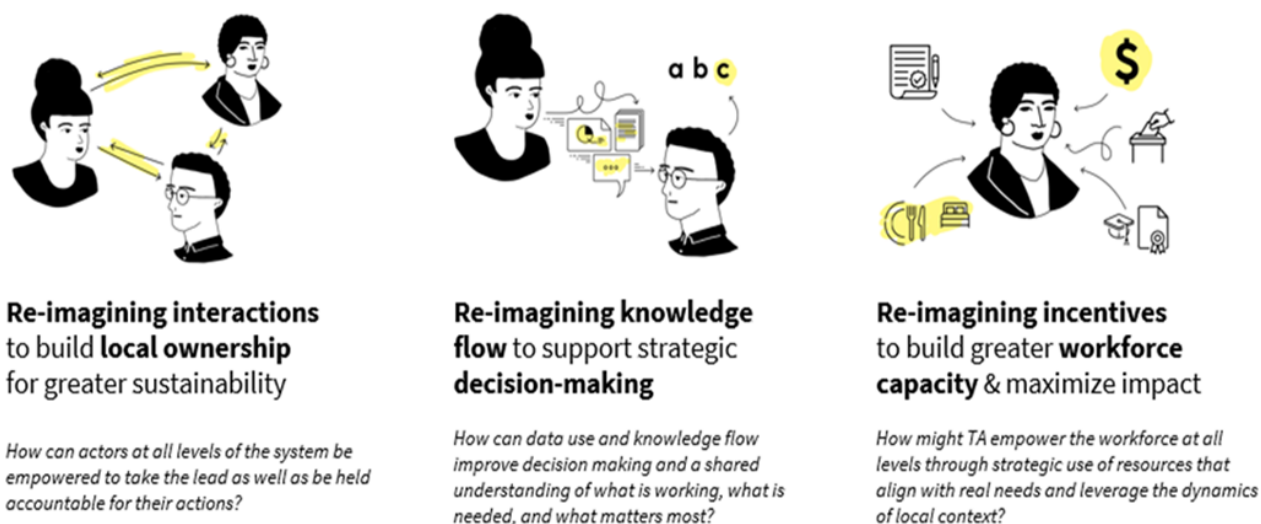 a b c
$
Re-imagining interactions
to build local ownership
for greater sustainability
How can actors at all levels of the system be
empowered to take the lead as well as be held
accountable for their actions?
Re-imagining knowledge
flow to support strategic
decision-making
How can data use and knowledge flow
improve decision making and a shared
understanding of what is working, what is
needed, and what matters most?
Re-imagining incentives
to build greater workforce
capacity & maximize impact
How might TA empower the workforce at all
levels through strategic use of resources that
align with real needs and leverage the dynamics
of local context?